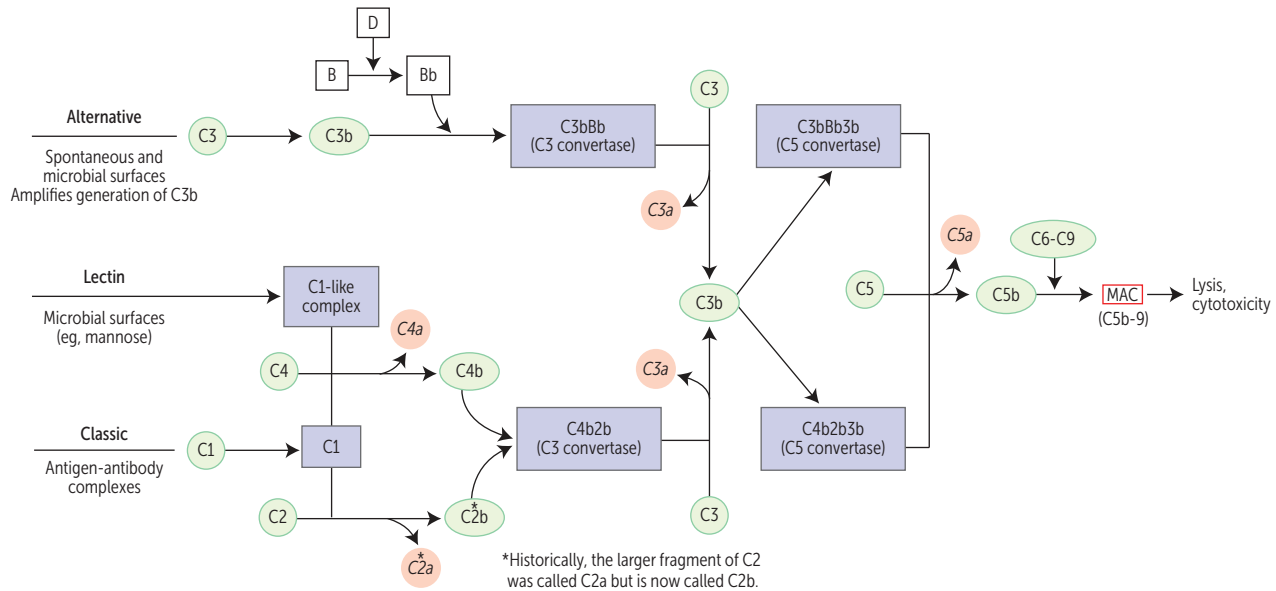 D
B
Bb
C3
Alternative
C3
C3b
C3bBb
(C3 convertase)
C3bBb3b
(C5 convertase)
Spontaneous and
microbial surfaces
Amplifies generation of C3b
C3a
C5a
C6-C9
Lectin
C1-like
complex
C3b
C5
C5b
MAC
(C5b-9)
Lysis,
cytotoxicity
Microbial surfaces
(eg, mannose)
C4a
C4
C4b
C3a
Classic
C1
C1
C4b2b
(C3 convertase)
C4b2b3b
(C5 convertase)
Antigen-antibody
complexes
C2
*
C2b
C3
*
C2a
*Historically, the larger fragment of C2
was called C2a but is now called C2b.